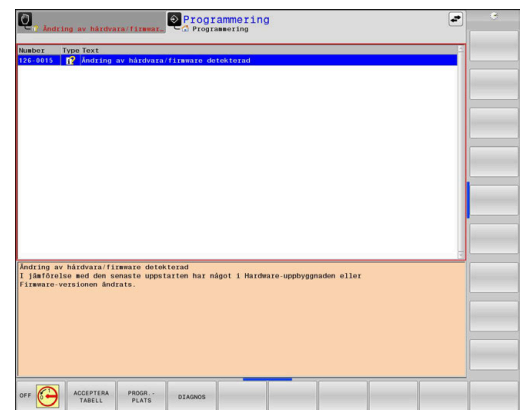 Ändring av hårdvara/firmwar…
Programmering
Programmering
Number Type Text
126-0015 Ändring av hårdvara/firmware detekterad
Ändring av hårdvara/firmware detekterad
I jämförelse med den senaste uppstarten har något i Hardware-uppbyggnaden eller
Firmware-versionen ändrats.
OFF
ACCEPTERA
TABELL
PROGR.-
PLATS
DIAGNOS